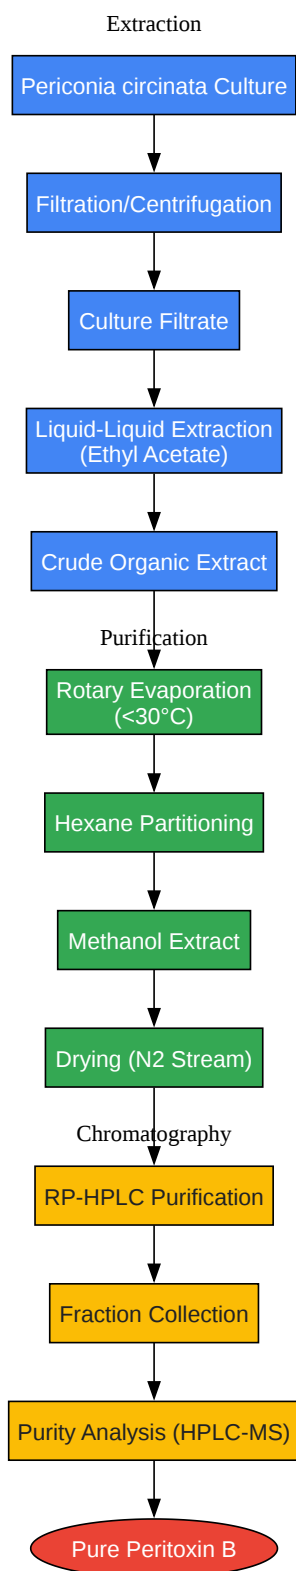 Extraction
Periconia circinata Culture
Filtration/Centrifugation
Culture Filtrate
Liquid-Liquid Extraction
(Ethyl Acetate)
Crude Organic Extract
Purification
Rotary Evaporation
(<30°C)
Hexane Partitioning
Methanol Extract
Drying (N2 Stream)
Chromatography
RP-HPLC Purification
Fraction Collection
Purity Analysis (HPLC-MS)
Pure Peritoxin B